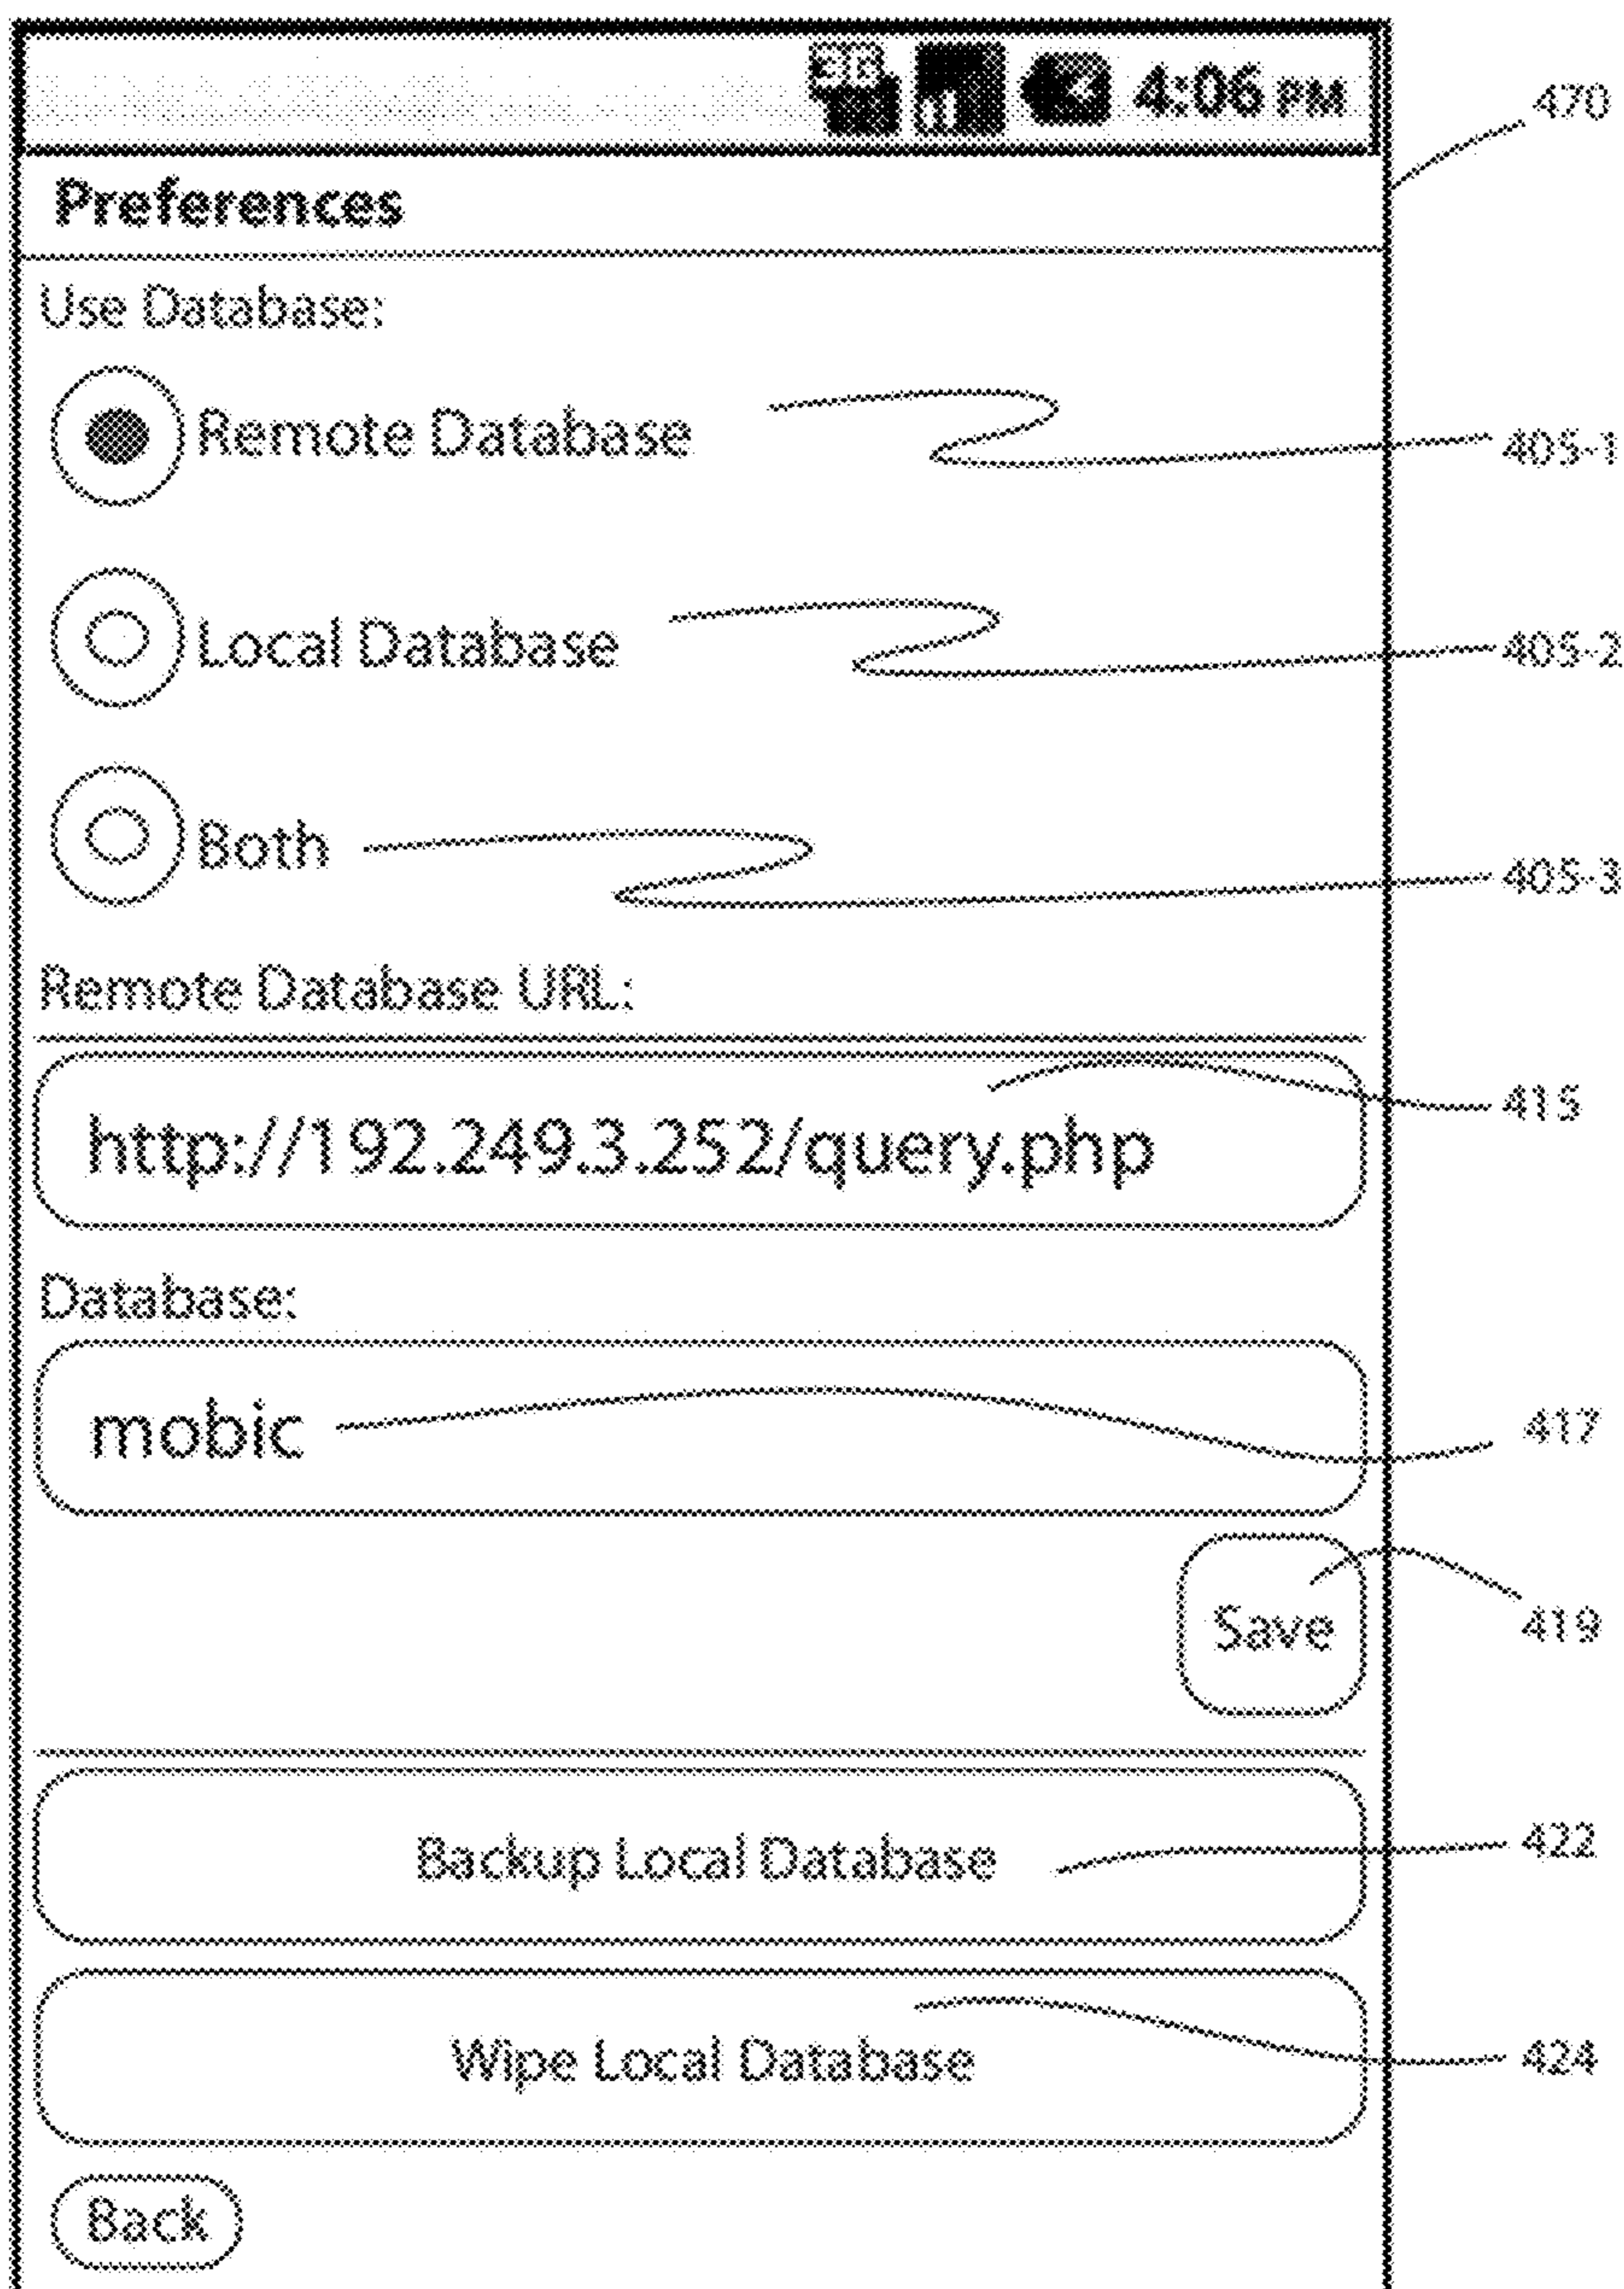 3G 4:06 PM
470
Preferences
Use Database:
Remote Database
405-1
Local Database
405-2
Both
405-3
Remote Database URL:
http://192.249.3.252/query.php
415
Database:
mobic
417
Save
419
Backup Local Database
422
Wipe Local Database
424
Back